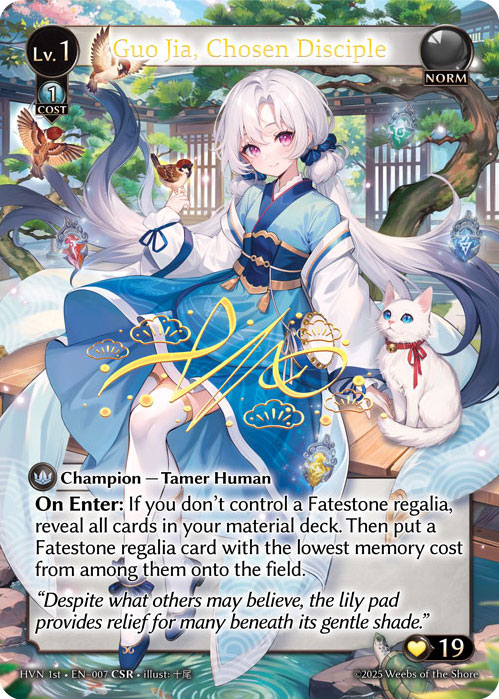 Lv. 1
Guo Jia, Chosen Disciple
NORM
1
COST
Champion — Tamer Human
On Enter: If you don't control a Fatestone regalia,
reveal all cards in your material deck. Then put a
Fatestone regalia card with the lowest memory cost
from among them onto the field.
“Despite what others may believe, the lily pad
provides relief for many beneath its gentle shade.”
19
HVN 1st • EN-007 CSR • illust: 十尾
©2025 Weebs of the Shore